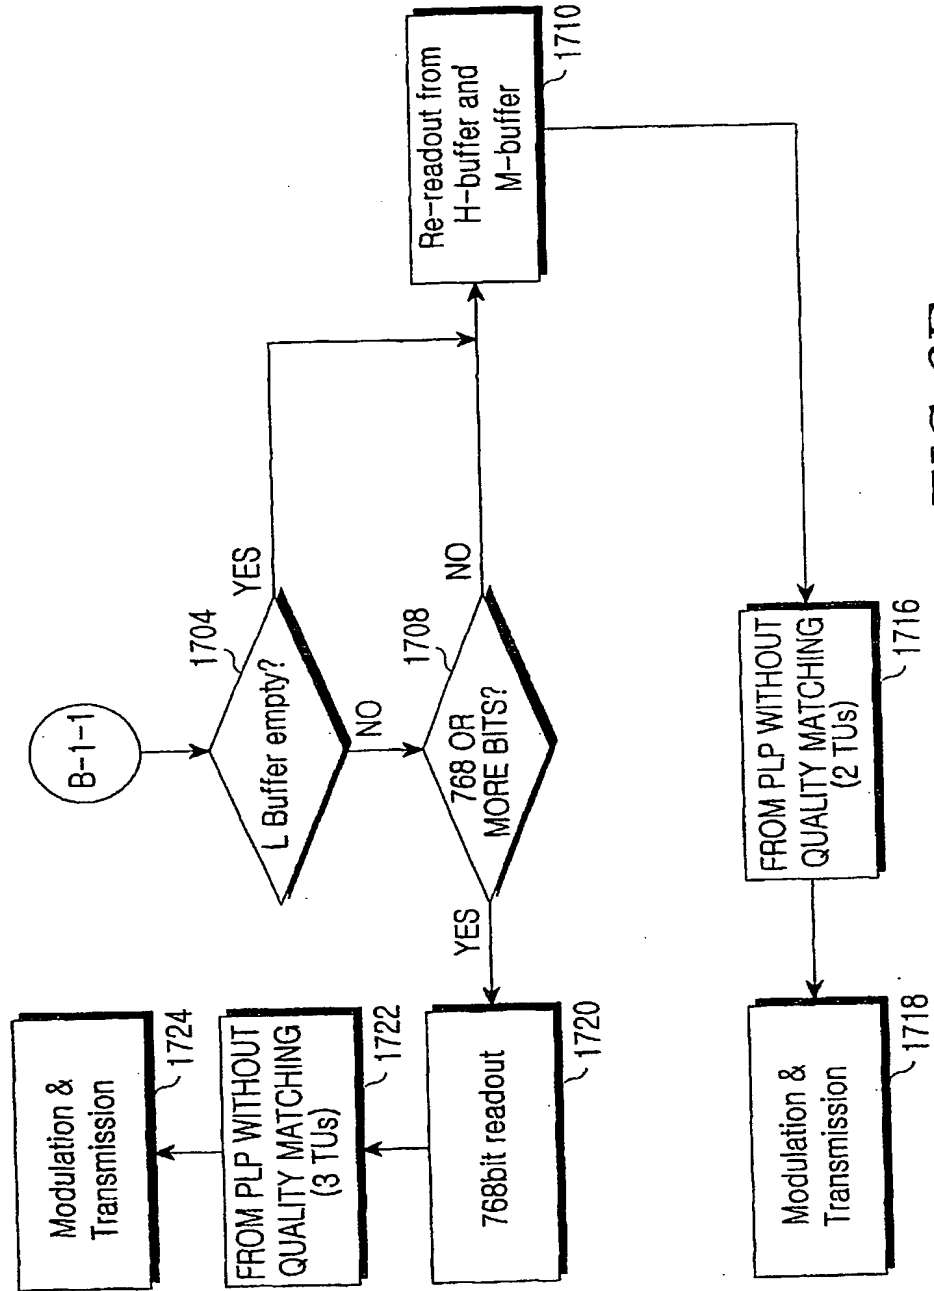 B-1-1
1704
L Buffer empty?
YES
NO
1708
768 OR
MORE BITS?
NO
YES
Re-readout from
H-buffer and
M-buffer
1710
768bit readout
1720
FROM PLP WITHOUT
QUALITY MATCHING
(3 TUs)
1722
Modulation &
Transmission
1724
FROM PLP WITHOUT
QUALITY MATCHING
(2 TUs)
1716
Modulation &
Transmission
1718